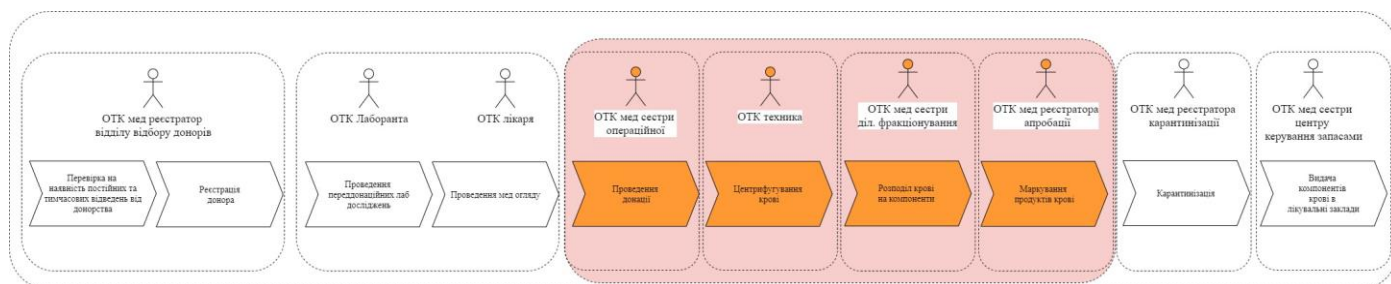 ОТК мед реєстратор
відділу відбору донорів
ОТК Лаборанта
ОТК лікаря
ОТК мед сестри
операційної
ОТК техника
ОТК мед сестри
діл. фракціонування
ОТК мед реєстратора
апробації
ОТК мед реєстратора
карантинізації
ОТК мед сестри
центру
керування запасами
Перевірка на
наявність постійних та
тимчасових відведень від
донорства
Реєстрація
донора
Проведення
переддонаційних лаб
досліджень
Проведення мед огляду
Проведення
донації
Центрифугування
крові
Розподіл крові
на компоненти
Маркування
продуктів крові
Карантинізація
Видача
компонентів
крові в
лікувальні заклади